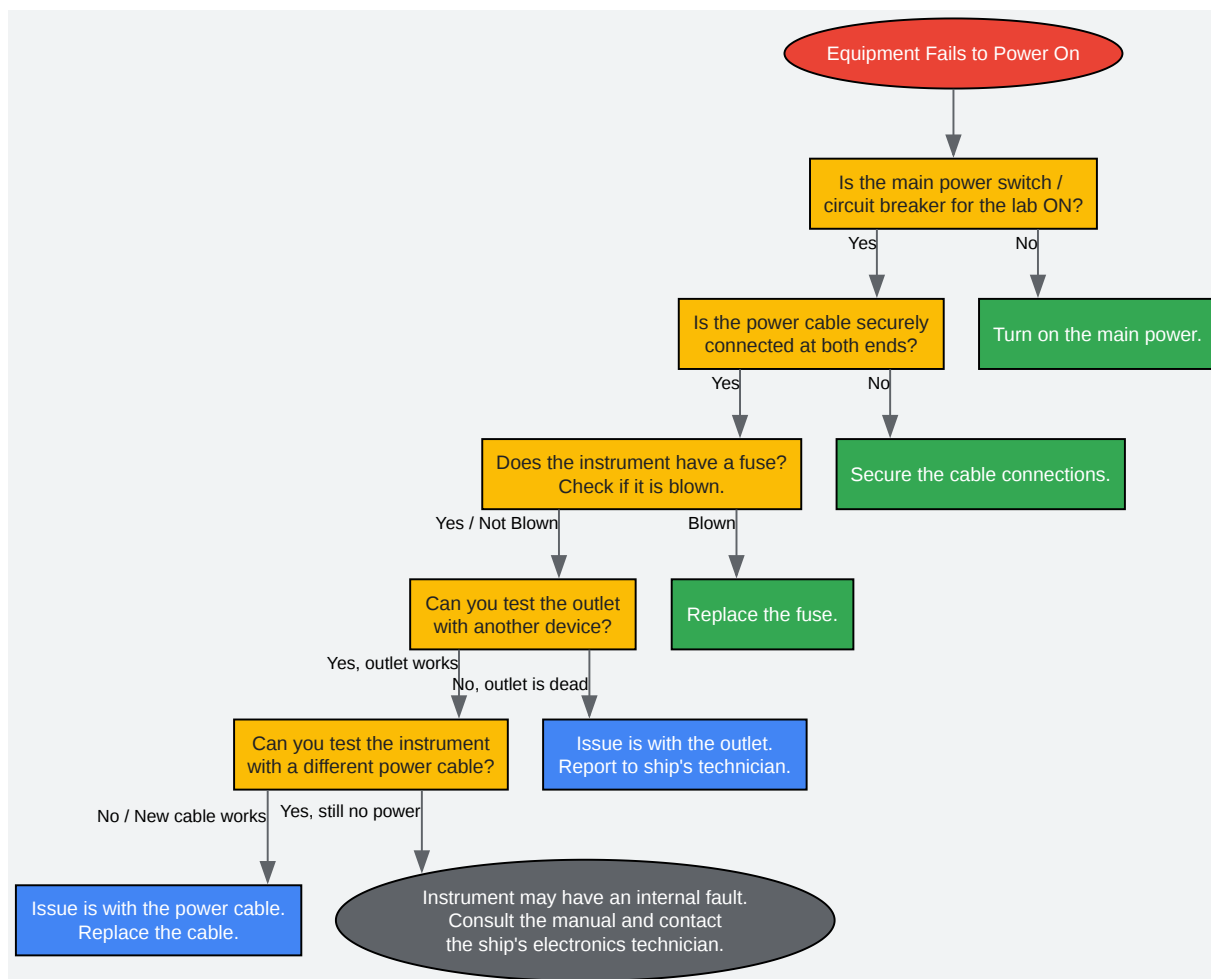 Equipment Fails to Power On
Is the main power switch /
circuit breaker for the lab ON?
Yes
No
Is the power cable securely
connected at both ends?
Turn on the main power.
Yes
No
Does the instrument have a fuse?
Check if it is blown.
Secure the cable connections.
Yes / Not Blown
Blown
Can you test the outlet
with another device?
Replace the fuse.
Yes, outlet works
No, outlet is dead
Can you test the instrument
with a different power cable?
Issue is with the outlet.
Report to ship's technician.
No / New cable works
Yes, still no power
Issue is with the power cable.
Replace the cable.
Instrument may have an internal fault.
Consult the manual and contact
the ship's electronics technician.